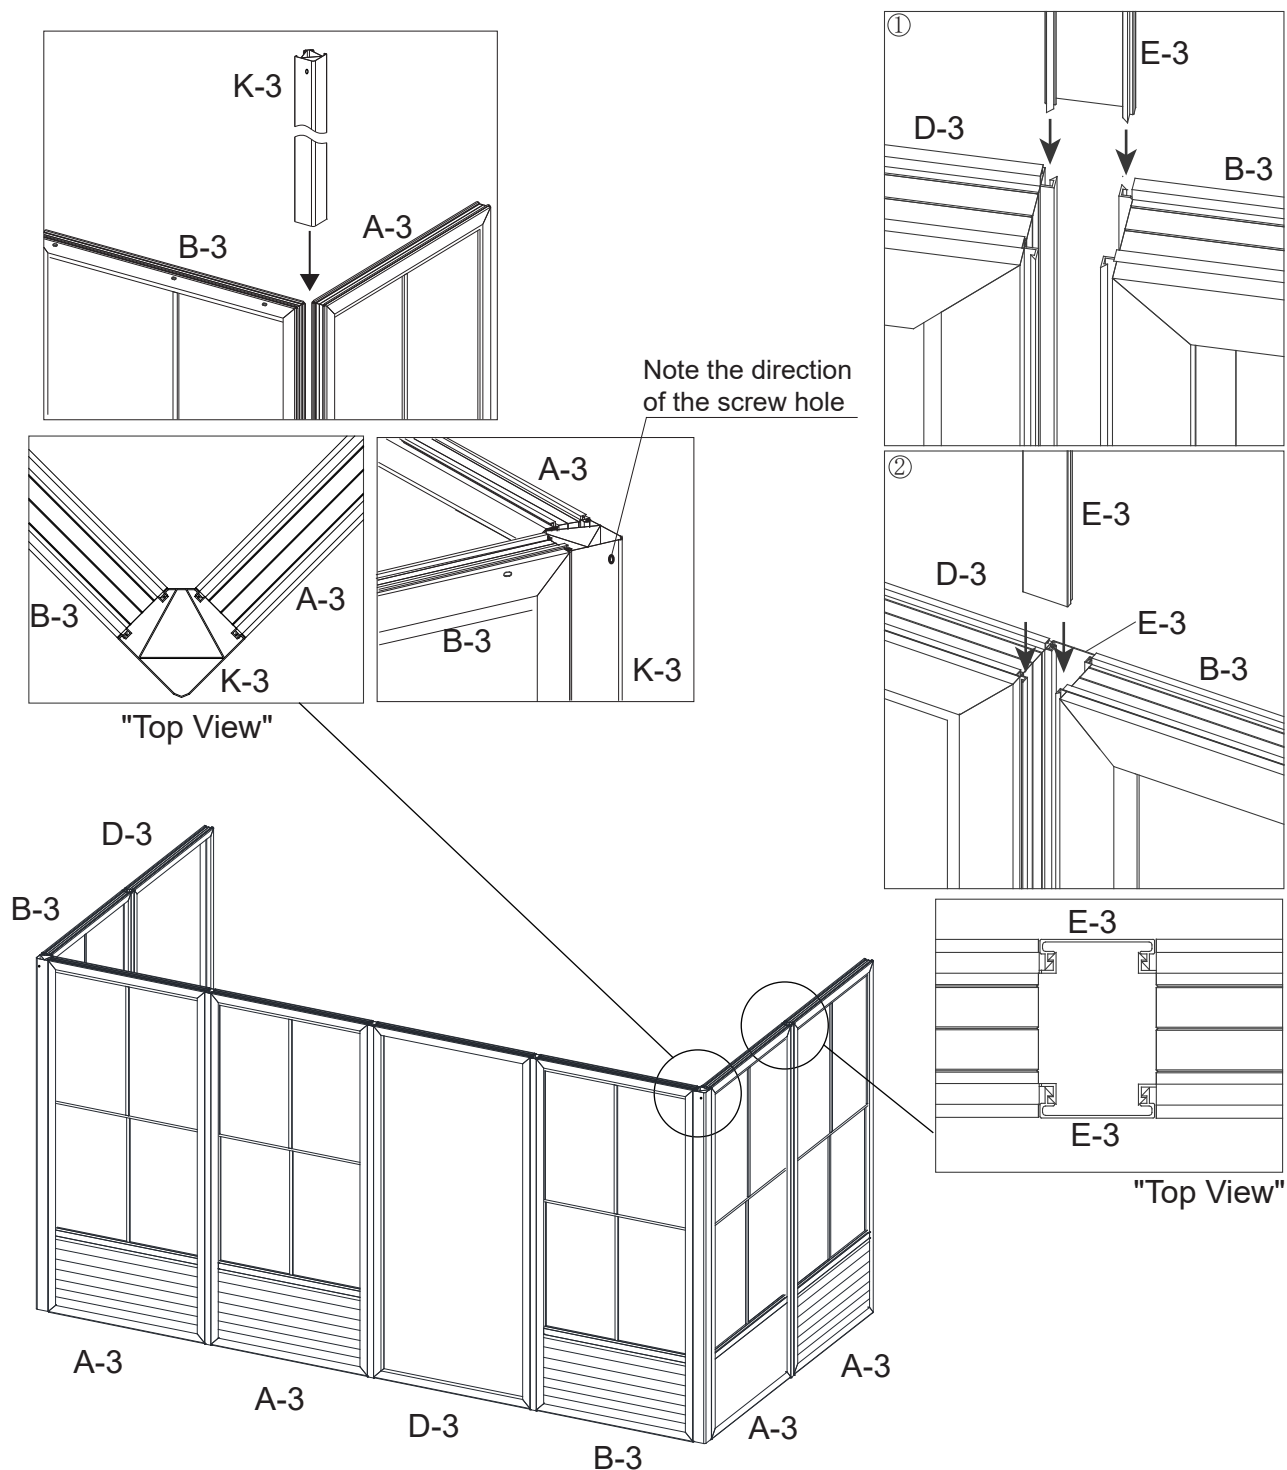 K-3
B-3
A-3
Note the direction
of the screw hole
B-3
A-3
K-3
"Top View"
A-3
B-3
K-3
①
E-3
D-3
B-3
②
E-3
D-3
E-3
B-3
E-3
E-3
"Top View"
D-3
B-3
A-3
A-3
D-3
B-3
A-3
A-3